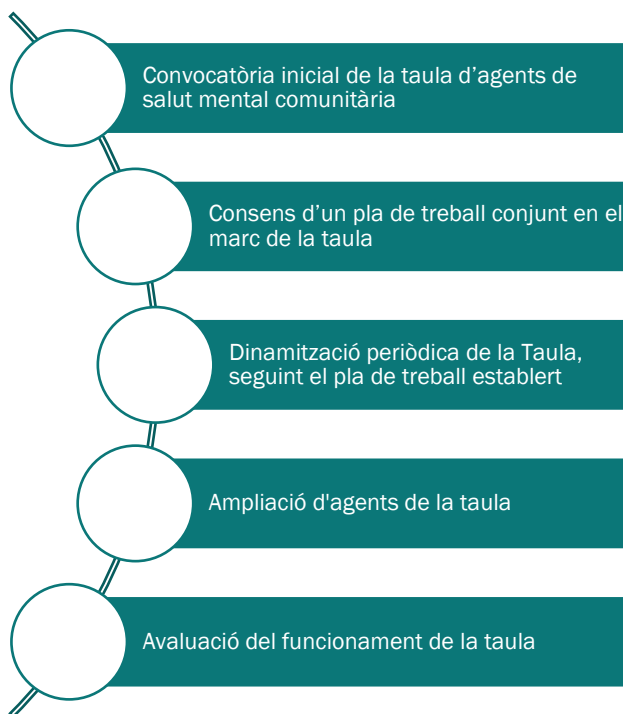 Convocatòria inicial de la taula d’agents de
salut mental comunitària
Consens d’un pla de treball conjunt en el
marc de la taula
Dinamització periòdica de la Taula,
seguint el pla de treball establert
Ampliació d'agents de la taula
Avaluació del funcionament de la taula